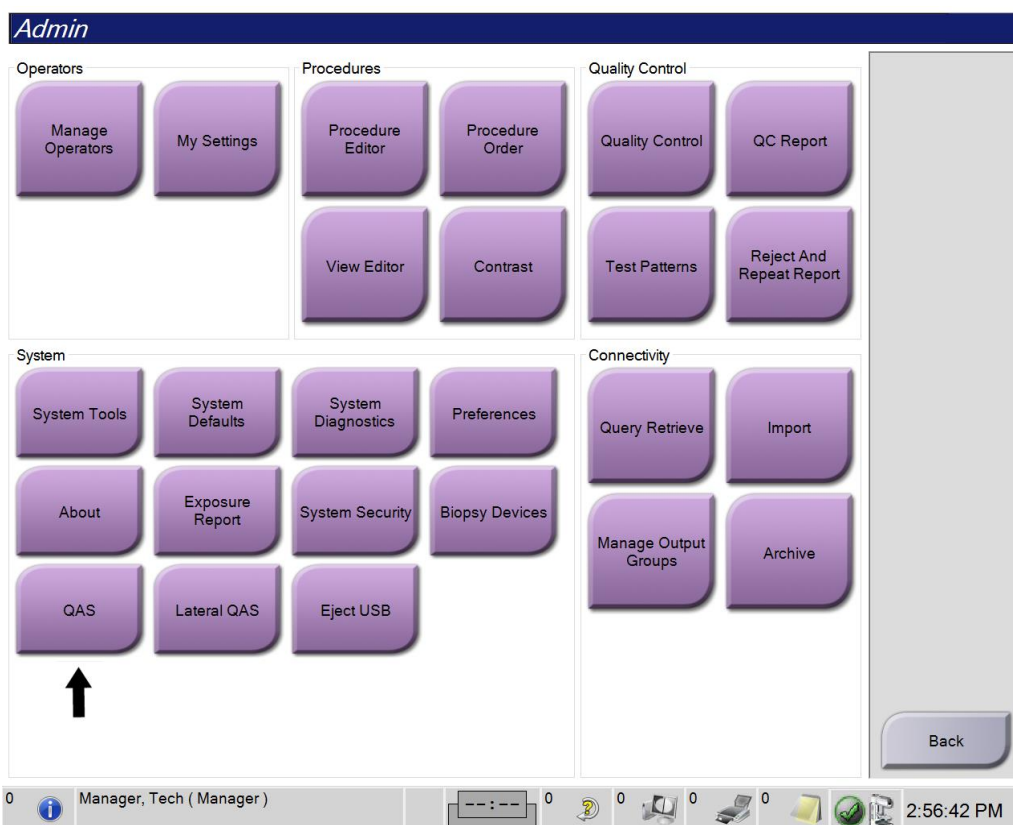 Admin
Operators
Manage
Operators
My Settings
Procedures
Procedure
Editor
Procedure
Order
View Editor
Contrast
Quality Control
Quality Control
QC Report
Test Patterns
Reject And
Repeat Report
System
System Tools
System
Defaults
System
Diagnostics
Preferences
About
Exposure
Report
System Security
Biopsy Devices
QAS
Lateral QAS
Eject USB
Connectivity
Query Retrieve
Import
Manage Output
Groups
Archive
Back
0
Manager, Tech ( Manager )
--:--
0
0
0
0
2:56:42 PM